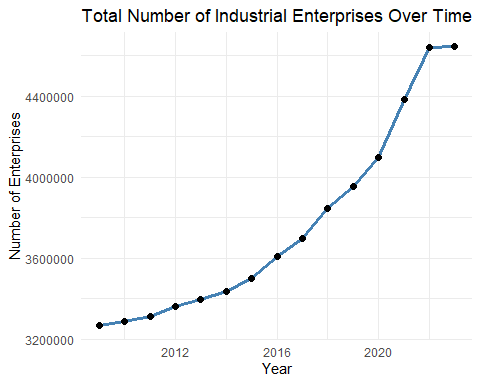 Total Number of Industrial Enterprises Over Time
Number of Enterprises
4400000
4000000
3600000
3200000
2012
2016
2020
Year